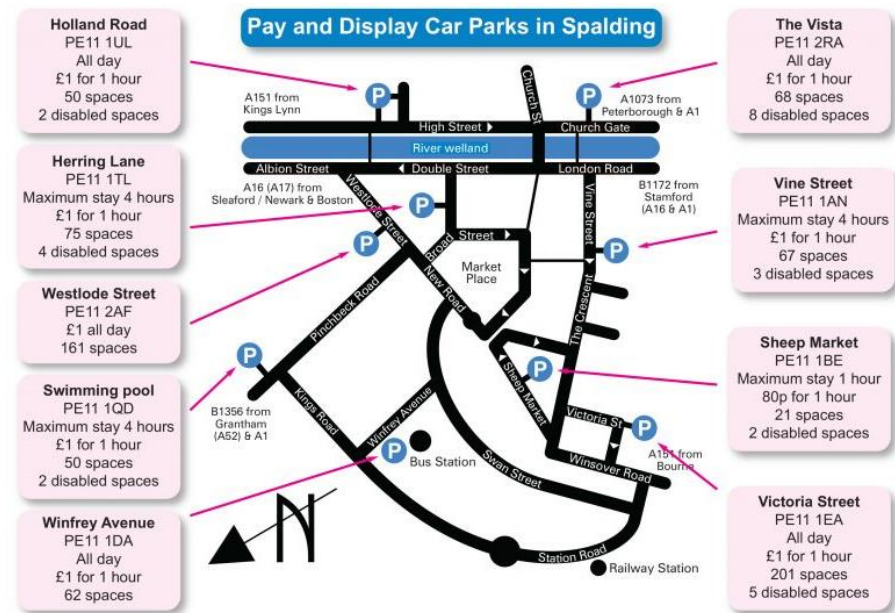 Pay and Display Car Parks in Spalding
Holland Road
PE11 1UL
All day
£1 for 1 hour
50 spaces
2 disabled spaces
Herring Lane
PE11 1TL
Maximum stay 4 hours
£1 for 1 hour
75 spaces
4 disabled spaces
Westlode Street
PE11 2AF
£1 all day
161 spaces
Swimming pool
PE11 1QD
Maximum stay 4 hours
£1 for 1 hour
50 spaces
2 disabled spaces
Winfrey Avenue
PE11 1DA
All day
£1 for 1 hour
62 spaces
The Vista
PE11 2RA
All day
£1 for 1 hour
68 spaces
8 disabled spaces
Vine Street
PE11 1AN
Maximum stay 4 hours
£1 for 1 hour
67 spaces
3 disabled spaces
Sheep Market
PE11 1BE
Maximum stay 1 hour
80p for 1 hour
21 spaces
2 disabled spaces
Victoria Street
PE11 1EA
All day
£1 for 1 hour
201 spaces
5 disabled spaces
P
P
A151 from
Kings Lynn
Church St
A1073 from
Peterborough & A1
High Street
Church Gate
River welland
Albion Street
Double Street
London Road
A16 (A17) from
Sleaford / Newark & Boston
B1172 from
Stamford
(A16 & A1)
Westlode Street
P
Vine Street
P
Broad
Street
P
Market
Place
New Road
Pinchbeck Road
The Crescent
P
B1356 from
Grantham
(A52) & A1
Kings Road
Winfrey Avenue
P
Sheep Market
P
Bus Station
Victoria St
P
A151 from
Bourne
Winsover Road
Swan Street
N
Station Road
Railway Station